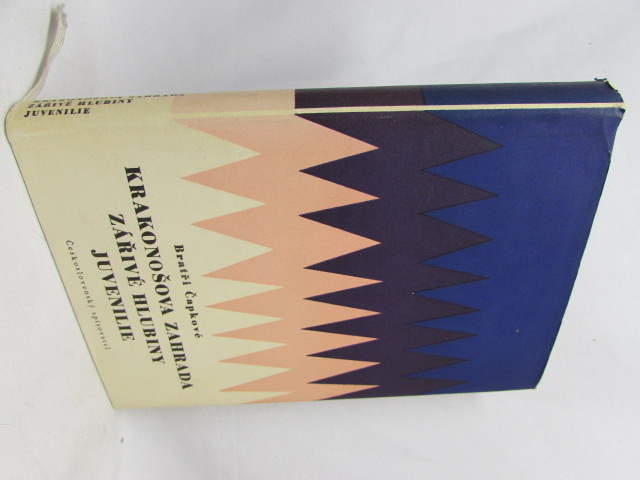 Bratři Čapkové
KRAKONOŠOVA ZAHRADA
ZÁŘIVÉ HLUBINY
JUVENILIE
Československý spisovatel
ZÁŘIVÉ HLUBINY
JUVENILIE